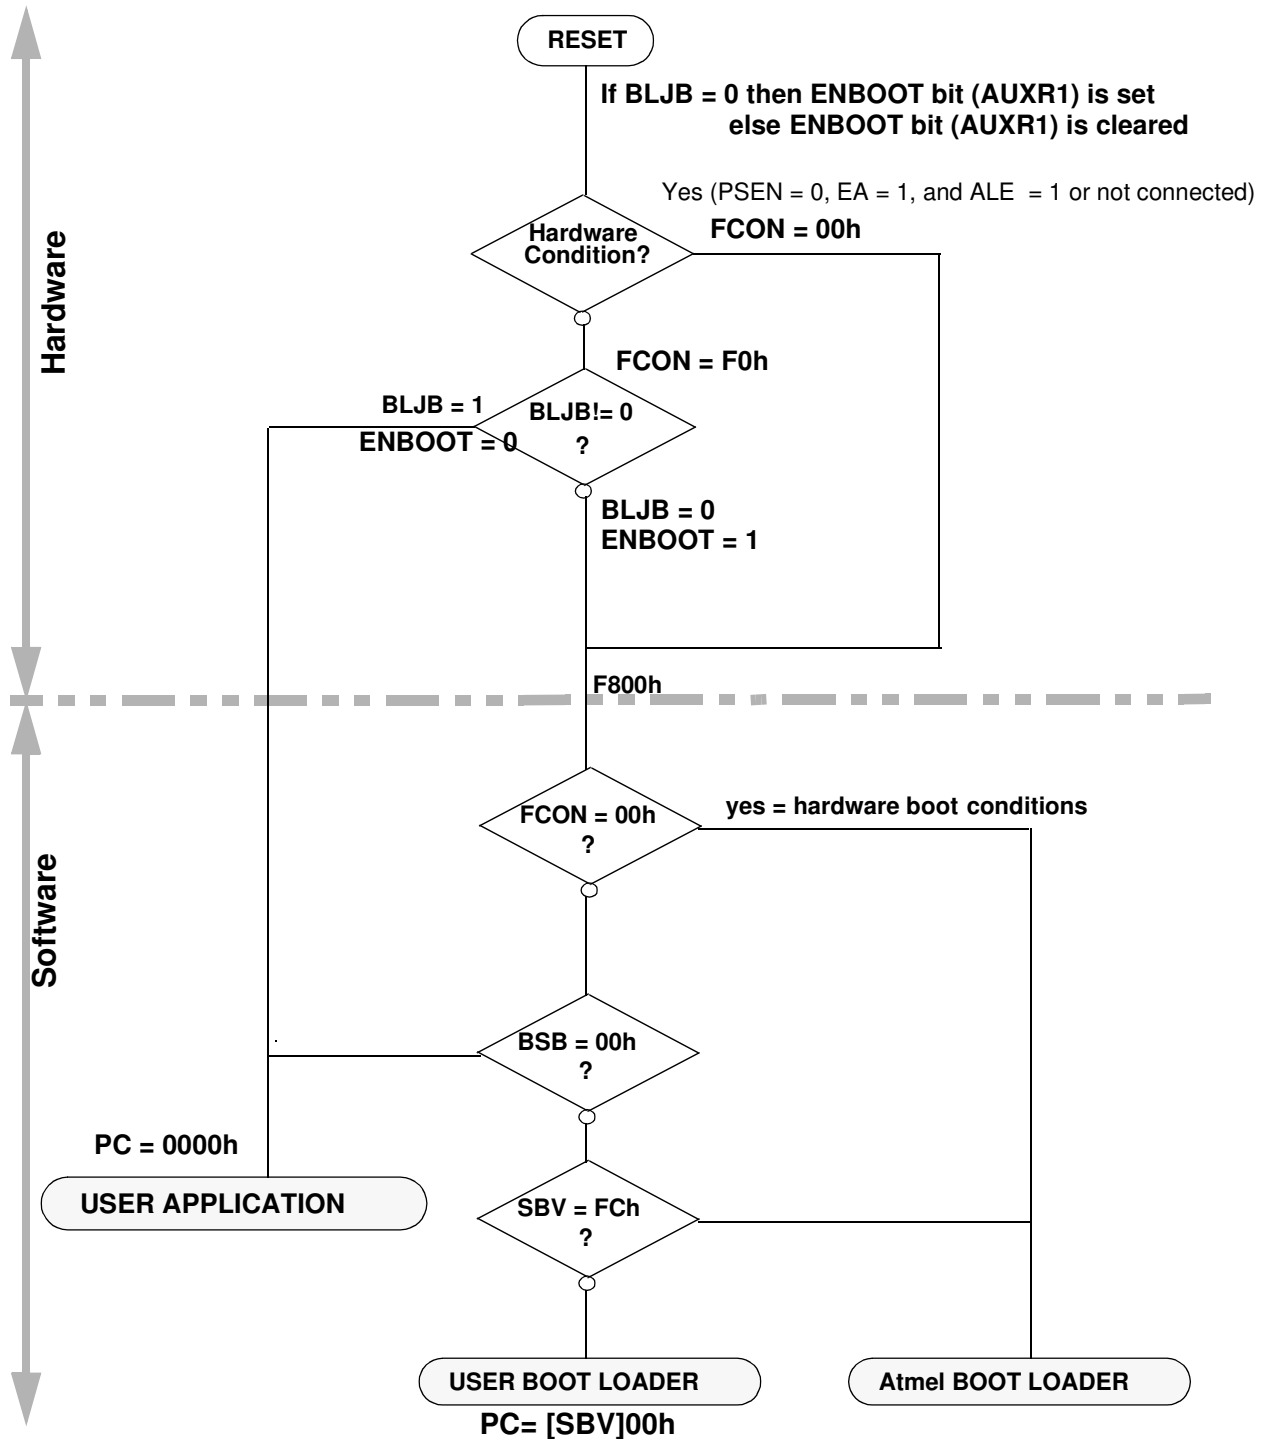 RESET
If BLJB = 0 then ENBOOT bit (AUXR1) is set
else ENBOOT bit (AUXR1) is cleared
Yes (PSEN = 0, EA = 1, and ALE = 1 or not connected)
FCON = 00h
Hardware
Condition?
Hardware
FCON = F0h
BLJB = 1
ENBOOT = 0
BLJB!= 0
?
BLJB = 0
ENBOOT = 1
F800h
FCON = 00h
?
yes = hardware boot conditions
Software
BSB = 00h
?
PC = 0000h
USER APPLICATION
SBV = FCh
?
USER BOOT LOADER
PC= [SBV]00h
Atmel BOOT LOADER